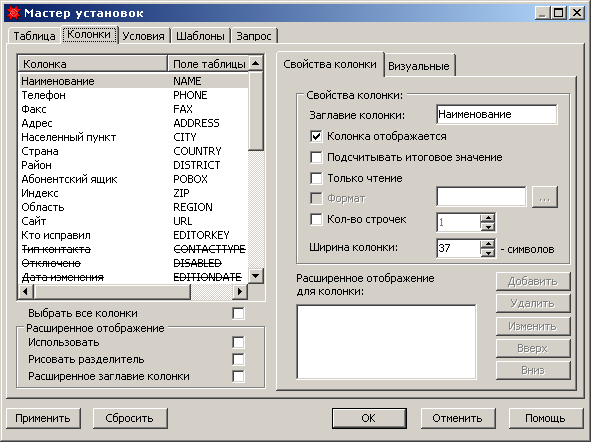 Мастер установок
Таблица Колонки Условия Шаблоны Запрос
Колонка Поле таблицы
Наименование NAME
Телефон PHONE
Факс FAX
Адрес ADDRESS
Населенный пункт CITY
Страна COUNTRY
Район DISTRICT
Абонентский ящик POBOX
Индекс ZIP
Область REGION
Сайт URL
Кто исправил EDITORKEY
Тип контакта CONTACTTYPE
Отключено DISABLED
Дата изменения EDITIONDATE
Выбрать все колонки
Расширенное отображение
Использовать
Рисовать разделитель
Расширенное заглавие колонки
Свойства колонки Визуальные
Свойства колонки:
Заглавие колонки: Наименование
Колонка отображается
Подсчитывать итоговое значение
Только чтение
Формат ...
Кол-во строчек 1
Ширина колонки: 37 - символов
Расширенное отображение
для колонки:
Добавить
Удалить
Изменить
Вверх
Вниз
Применить Сбросить OK Отменить Помощь